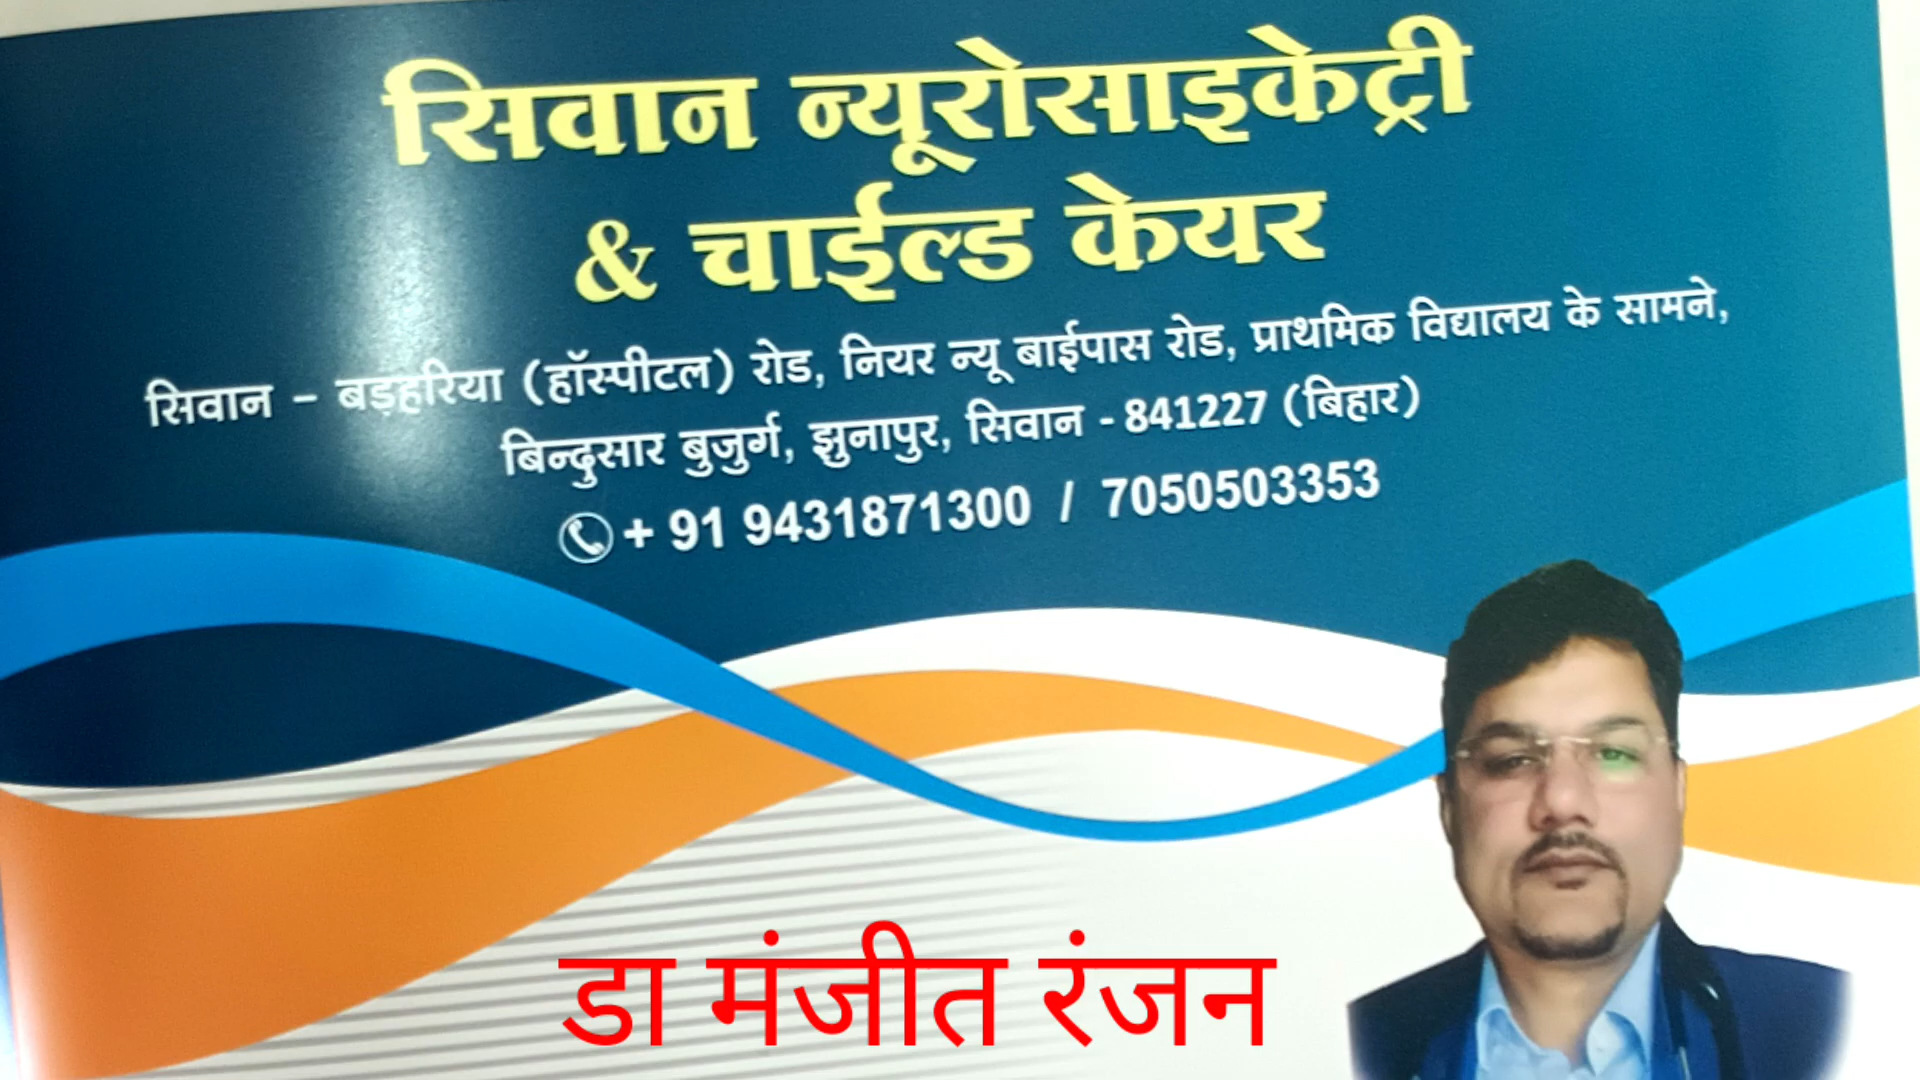 सिवान न्यूरोसाइकेट्री
& चाईल्ड केयर
सिवान - बड़हरिया (हॉस्पीटल) रोड, नियर न्यू बाईपास रोड, प्राथमिक विद्यालय के सामने,
बिन्दुसार बुजुर्ग, झुनापुर, सिवान - 841227 (बिहार)
+ 91 9431871300 / 7050503353
डा मंजीत रंजन